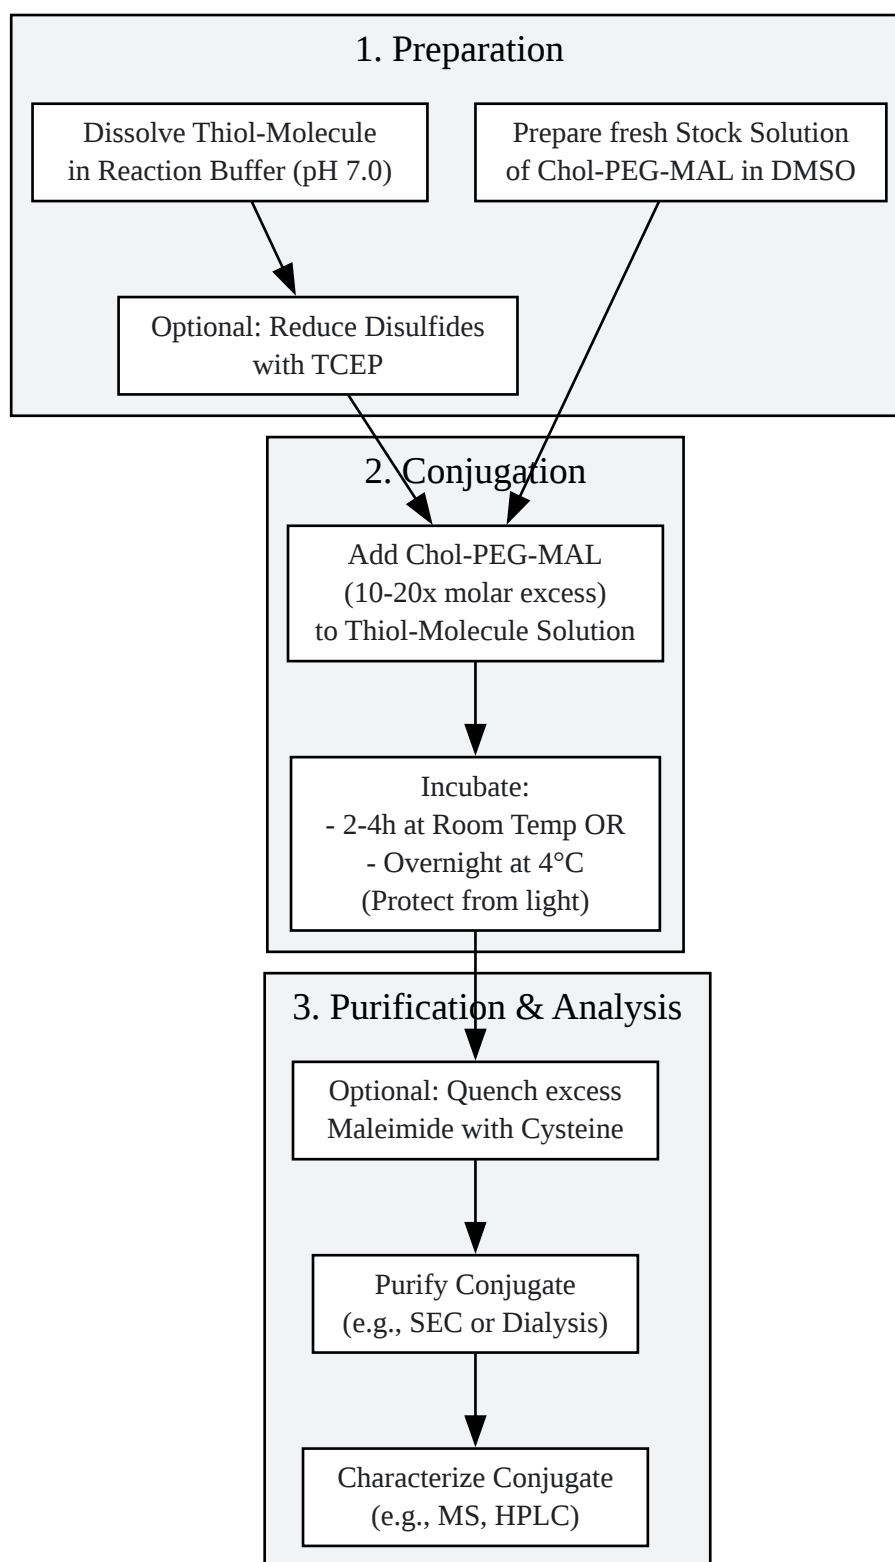 1. Preparation
Dissolve Thiol-Molecule
in Reaction Buffer (pH 7.0)
Prepare fresh Stock Solution
of Chol-PEG-MAL in DMSO
Optional: Reduce Disulfides
with TCEP
2. Conjugation
Add Chol-PEG-MAL
(10-20x molar excess)
to Thiol-Molecule Solution
Incubate:
- 2-4h at Room Temp OR
- Overnight at 4°C
(Protect from light)
3. Purification & Analysis
Optional: Quench excess
Maleimide with Cysteine
Purify Conjugate
(e.g., SEC or Dialysis)
Characterize Conjugate
(e.g., MS, HPLC)